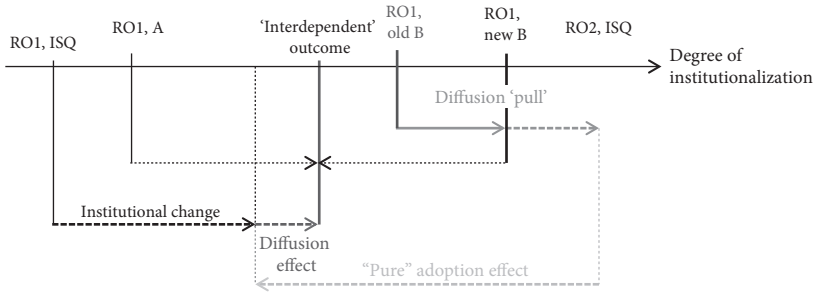 RO1, ISQ
RO1, A
‘Interdependent’
outcome
RO1,
old B
RO1,
new B
RO2, ISQ
Degree of
institutionalization
Diffusion ‘pull’
Institutional change
Diffusion
effect
“Pure” adoption effect